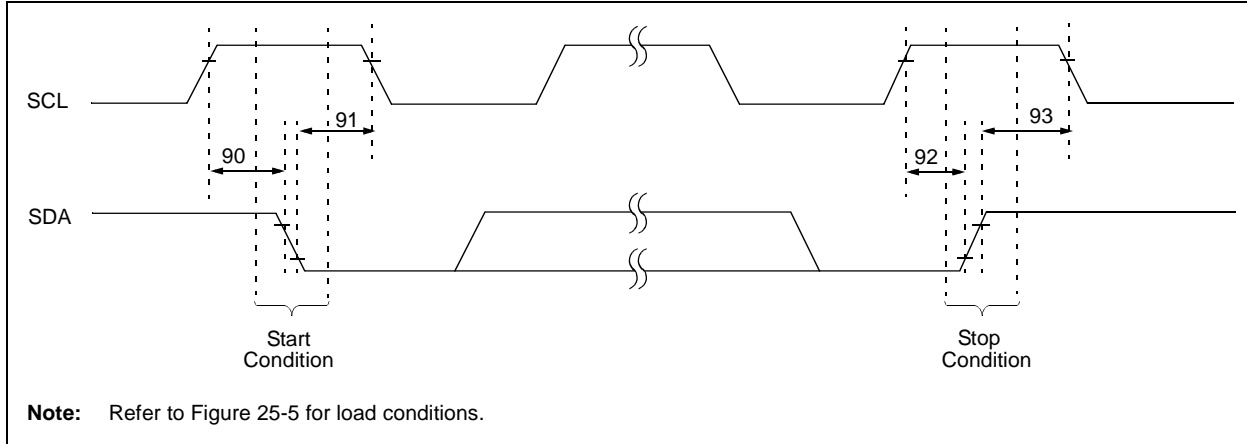 SCL
91
93
90
92
SDA
Start
Condition
Stop
Condition
Note: Refer to Figure 25-5 for load conditions.